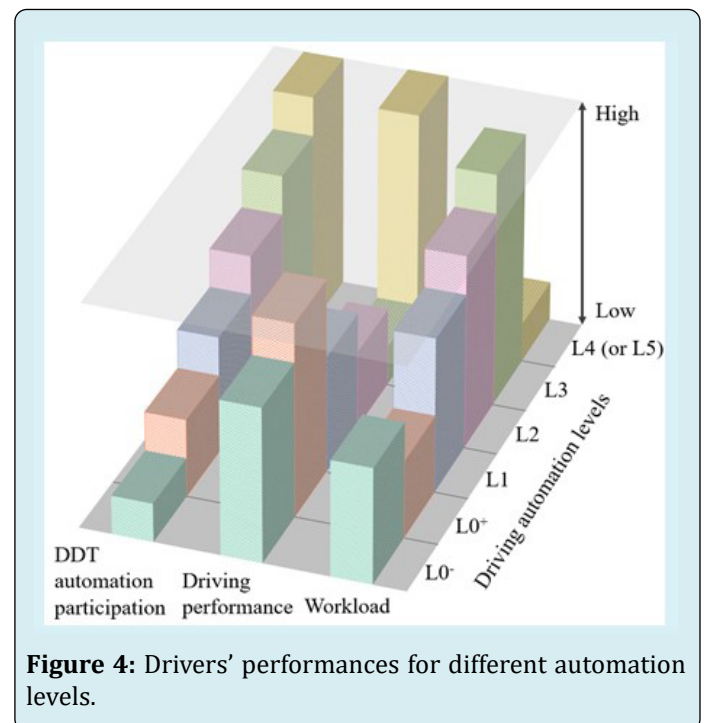 High
Low
L4 (or L5)
L3
L2
L1
L0⁺
L0⁻
Driving automation levels
DDT
automation
participation
Driving
performance
Workload
Figure 4: Drivers’ performances for different automation
levels.